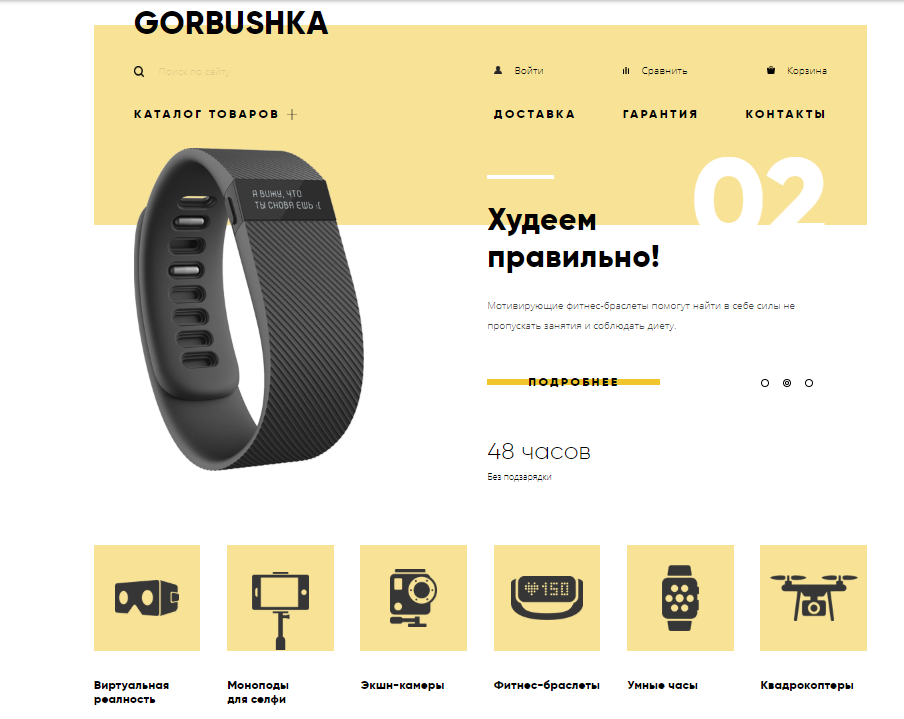 GORBUSHKA
Поиск по сайту
Войти
Сравнить
Корзина
КАТАЛОГ ТОВАРОВ +
ДОСТАВКА
ГАРАНТИЯ
КОНТАКТЫ
Я ВИЖУ, ЧТО
ТЫ СНОВА ЕШЬ :(
02
Худеем
правильно!
Мотивирующие фитнес-браслеты помогут найти в себе силы не
пропускать занятия и соблюдать диету.
ПОДРОБНЕЕ
48 часов
Без подзарядки
150
Виртуальная
реалность
Моноподы
для селфи
Экшн-камеры
Фитнес-браслеты
Умные часы
Квадрокоптеры